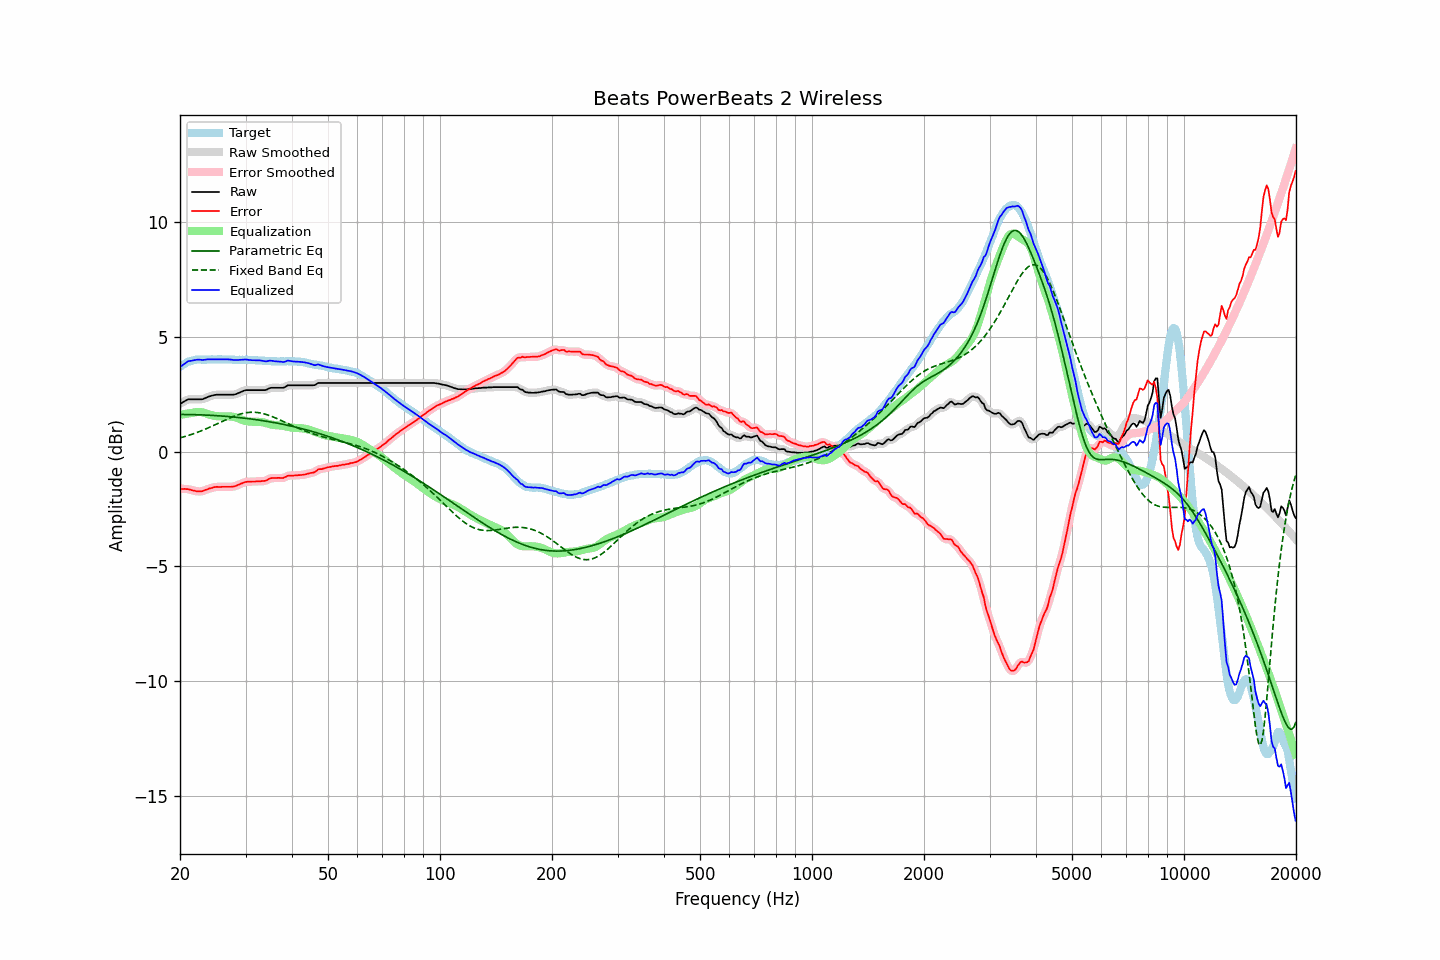 Beats PowerBeats 2 Wireless
Target
Raw Smoothed
Error Smoothed
Raw
Error
Equalization
Parametric Eq
Fixed Band Eq
Equalized
Amplitude (dBr)
10
5
0
−5
−10
−15
20 50 100 200 500 1000 2000 5000 10000 20000
Frequency (Hz)